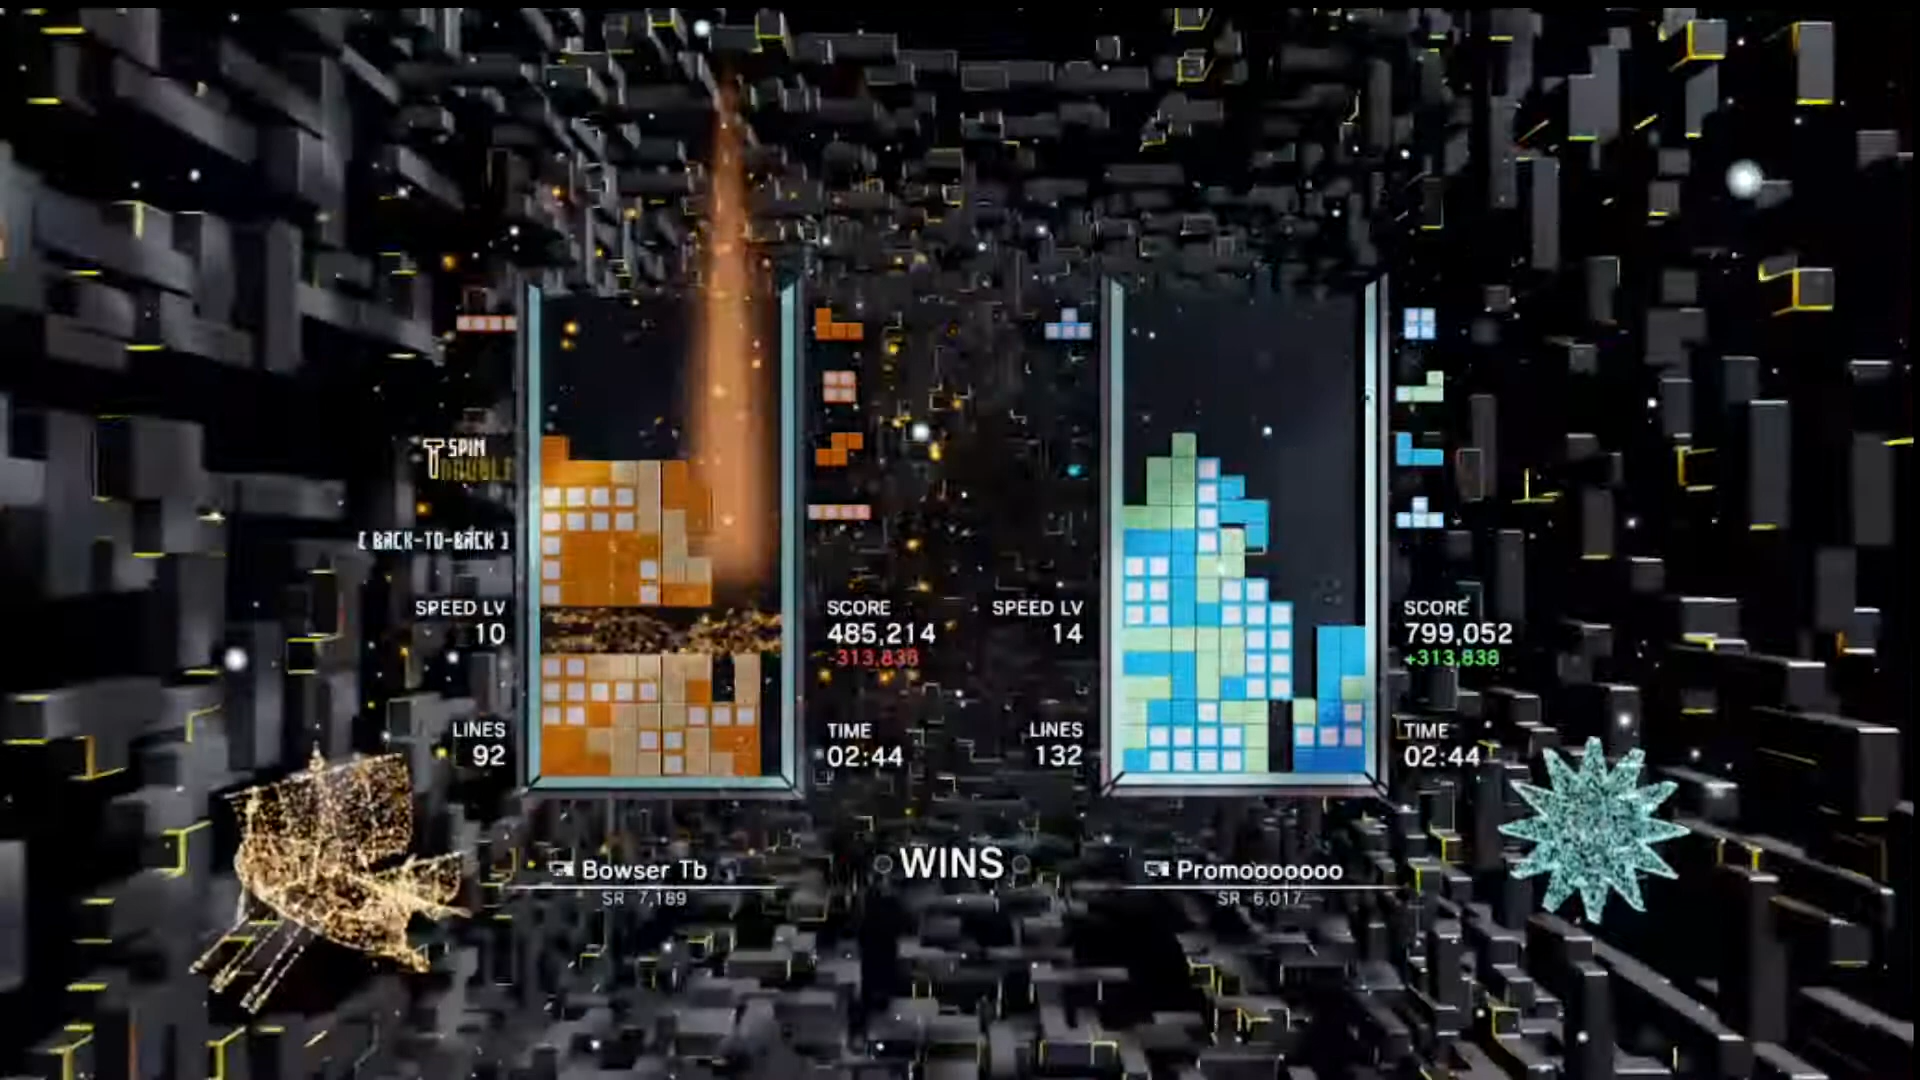 T SPIN
DOUBLE
[ BACK-TO-BACK ]
SPEED LV
10
LINES
92
SCORE
485,214
-313,838
TIME
02:44
SPEED LV
14
LINES
132
SCORE
799,052
+313,838
TIME
02:44
Bowser Tb
SR 7,189
WINS
Promooooooo
SR 6,017